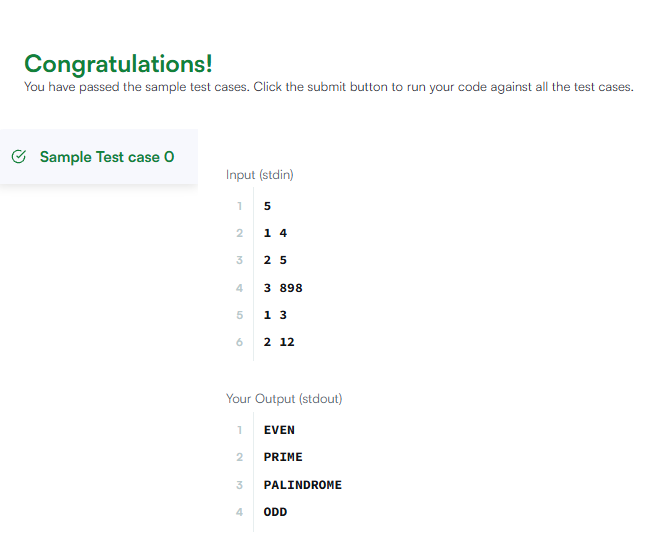 Congratulations!
You have passed the sample test cases. Click the submit button to run your code against all the test cases.
Sample Test case 0
Input (stdin)
1 5
2 1 4
3 2 5
4 3 898
5 1 3
6 2 12
Your Output (stdout)
1 EVEN
2 PRIME
3 PALINDROME
4 ODD